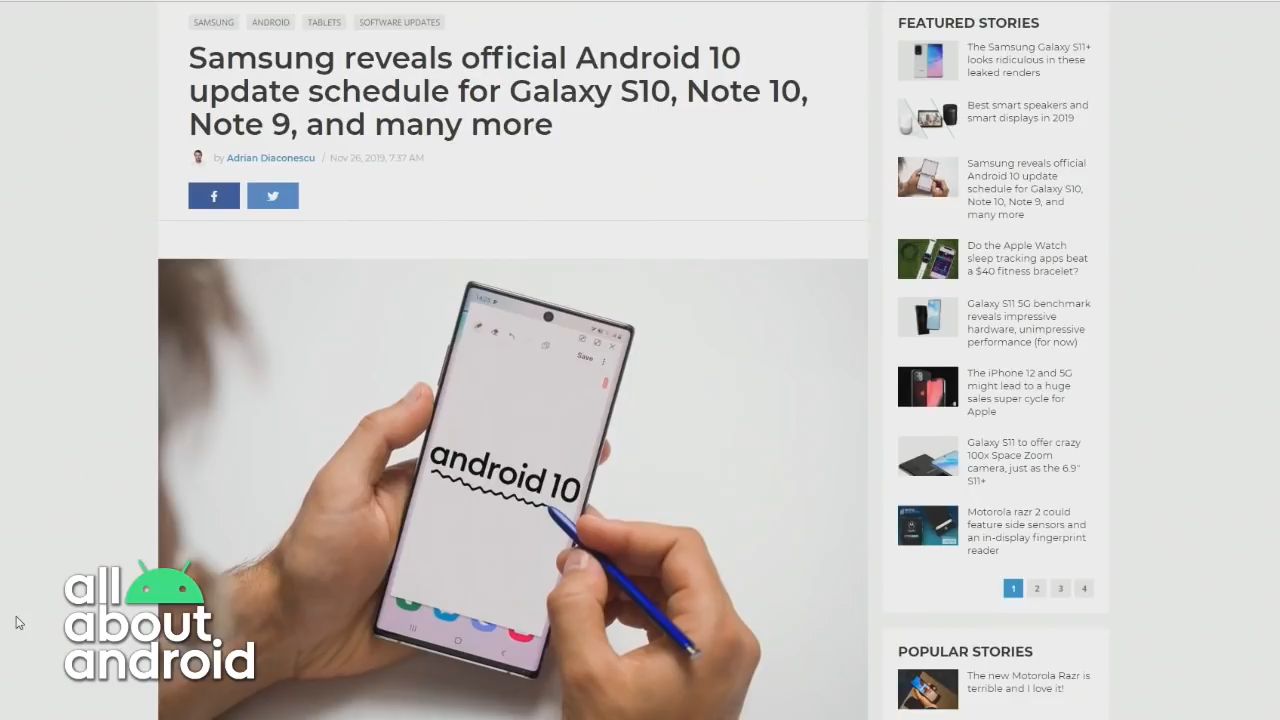 SAMSUNG
ANDROID
TABLETS
SOFTWARE UPDATES
Samsung reveals official Android 10
update schedule for Galaxy S10, Note 10,
Note 9, and many more
by Adrian Diaconescu / Nov 26, 2019, 7:37 AM
Save
android 10
all
about
android
FEATURED STORIES
The Samsung Galaxy S11+
looks ridiculous in these
leaked renders
Best smart speakers and
smart displays in 2019
Samsung reveals official
Android 10 update
schedule for Galaxy S10,
Note 10, Note 9, and
many more
Do the Apple Watch
sleep tracking apps beat
a $40 fitness bracelet?
Galaxy S11 5G benchmark
reveals impressive
hardware, unimpressive
performance (for now)
The iPhone 12 and 5G
might lead to a huge
sales super cycle for
Apple
Galaxy S11 to offer crazy
100x Space Zoom
camera, just as the 6.9"
S11+
Motorola razr 2 could
feature side sensors and
an in-display fingerprint
reader
1 2 3 4
POPULAR STORIES
The new Motorola Razr is
terrible and I love it!